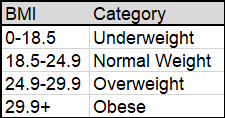 BMI Category
0-18.5 Underweight
18.5-24.9 Normal Weight
24.9-29.9 Overweight
29.9+ Obese